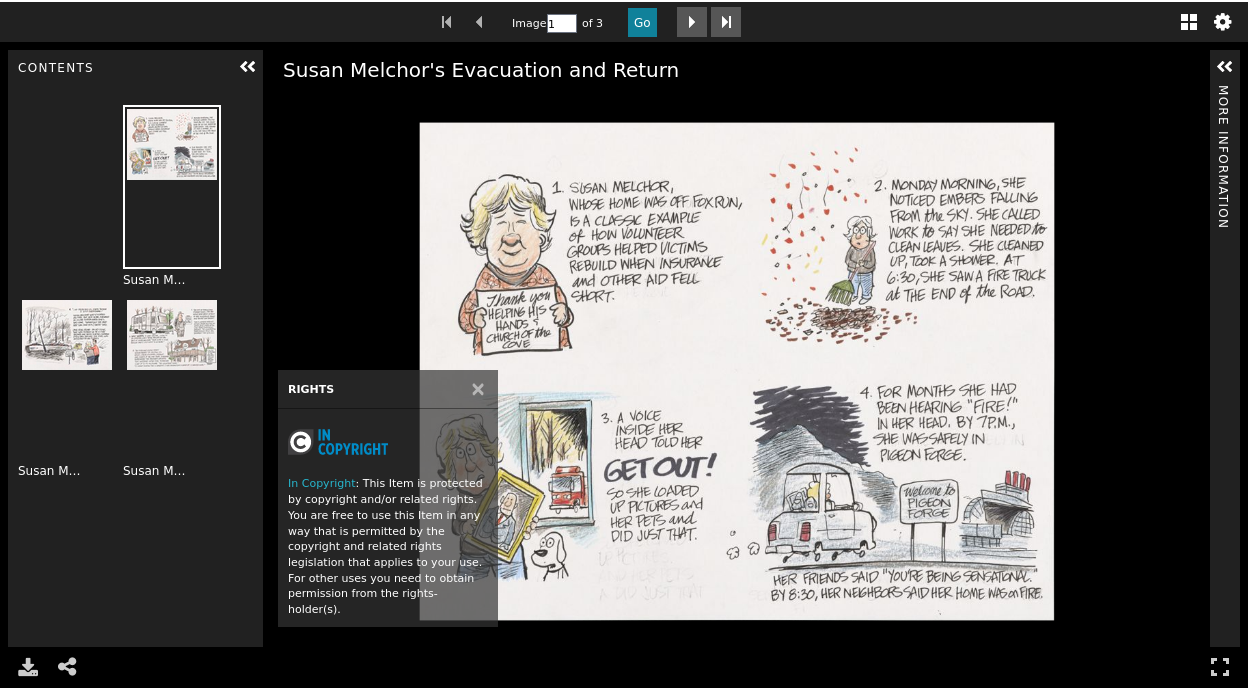 Image 1 of 3 Go
CONTENTS
Susan M...
Susan M...
Susan M...
Susan Melchor's Evacuation and Return
MORE INFORMATION
1. SUSAN MELCHOR,
WHOSE HOME WAS OFF FOX RUN,
IS A CLASSIC EXAMPLE
of HOW VOLUNTEER
GROUPS HELPED VICTIMS
REBUILD WHEN INSURANCE
and OTHER AID FELL
SHORT.
Thank you
HELPING HIS
HANDS &
CHURCH of the
COVE
2. MONDAY MORNING, SHE
NOTICED EMBERS FALLING
FROM the SKY. SHE CALLED
WORK to SAY SHE NEEDED to
CLEAN LEAVES. SHE CLEANED
UP, TOOK A SHOWER. AT
6:30, SHE SAW A FIRE TRUCK
at THE END of the ROAD.
3. A VOICE
INSIDE HER
HEAD TOLD HER
GET OUT!
SO SHE LOADED
UP PICTURES and
HER PETS and
DID JUST THAT.
4. FOR MONTHS SHE HAD
BEEN HEARING "FIRE!"
IN HER HEAD. BY 7 P.M.,
SHE WAS SAFELY IN
PIGEON FORGE.
Welcome to
PIGEON
FORGE
HER FRIENDS SAID "YOU'RE BEING SENSATIONAL."
BY 8:30, HER NEIGHBORS SAID HER HOME WAS on FIRE.
RIGHTS
IN
COPYRIGHT
In Copyright: This Item is protected
by copyright and/or related rights.
You are free to use this Item in any
way that is permitted by the
copyright and related rights
legislation that applies to your use.
For other uses you need to obtain
permission from the rights-
holder(s).